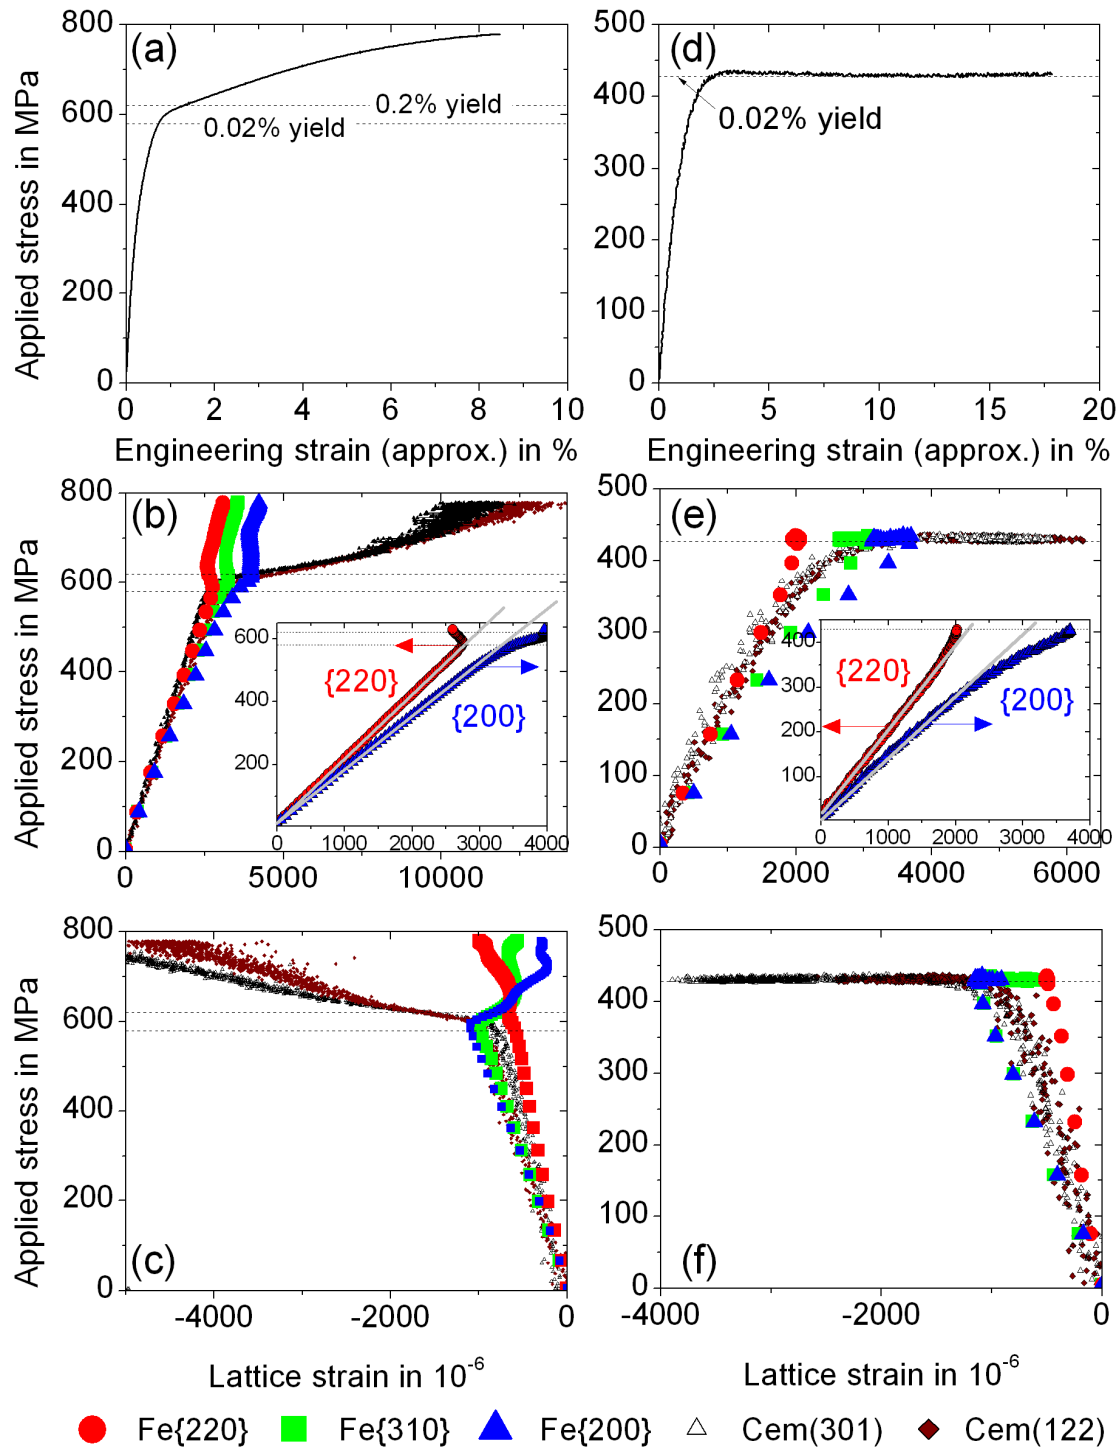 (a)
800
600
400
200
0
Applied stress in MPa
0.2% yield
0.02% yield
0 2 4 6 8 10
Engineering strain (approx.) in %
(d)
500
400
300
200
100
0
0.02% yield
0 5 10 15 20
Engineering strain (approx.) in %
(b)
800
600
400
200
0
Applied stress in MPa
600
400
200
{220}
{200}
0 1000 2000 3000 4000
0 5000 10000
(e)
500
400
300
200
100
0
400
300
200
100
{220}
{200}
0 1000 2000 3000 4000
0 2000 4000 6000
(c)
800
600
400
200
0
Applied stress in MPa
-4000 -2000 0
(f)
500
400
300
200
100
0
-4000 -2000 0
Lattice strain in 10-6
Lattice strain in 10-6
Fe{220} Fe{310} Fe{200} Cem(301) Cem(122)